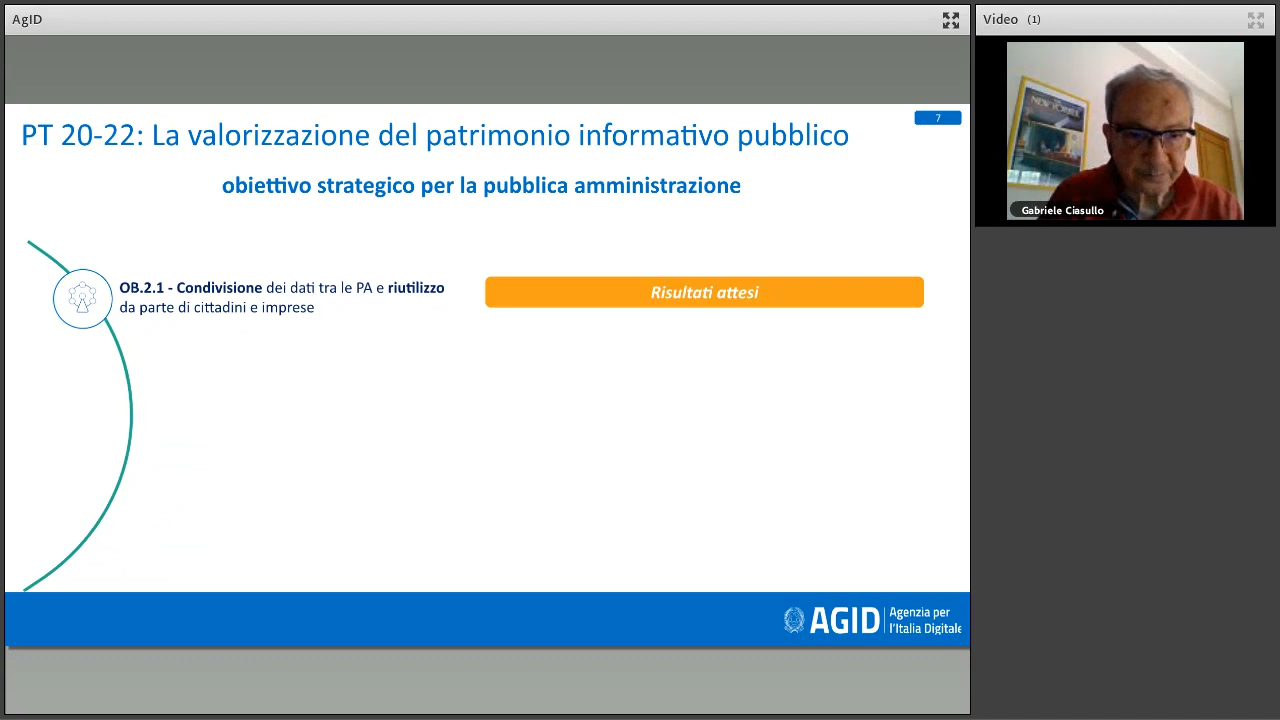 AgID
Video (1)
PT 20-22: La valorizzazione del patrimonio informativo pubblico
7
obiettivo strategico per la pubblica amministrazione
OB.2.1 - Condivisione dei dati tra le PA e riutilizzo
da parte di cittadini e imprese
Risultati attesi
NEW YORKER
Gabriele Ciasullo
AGID
Agenzia per
l'Italia Digitale